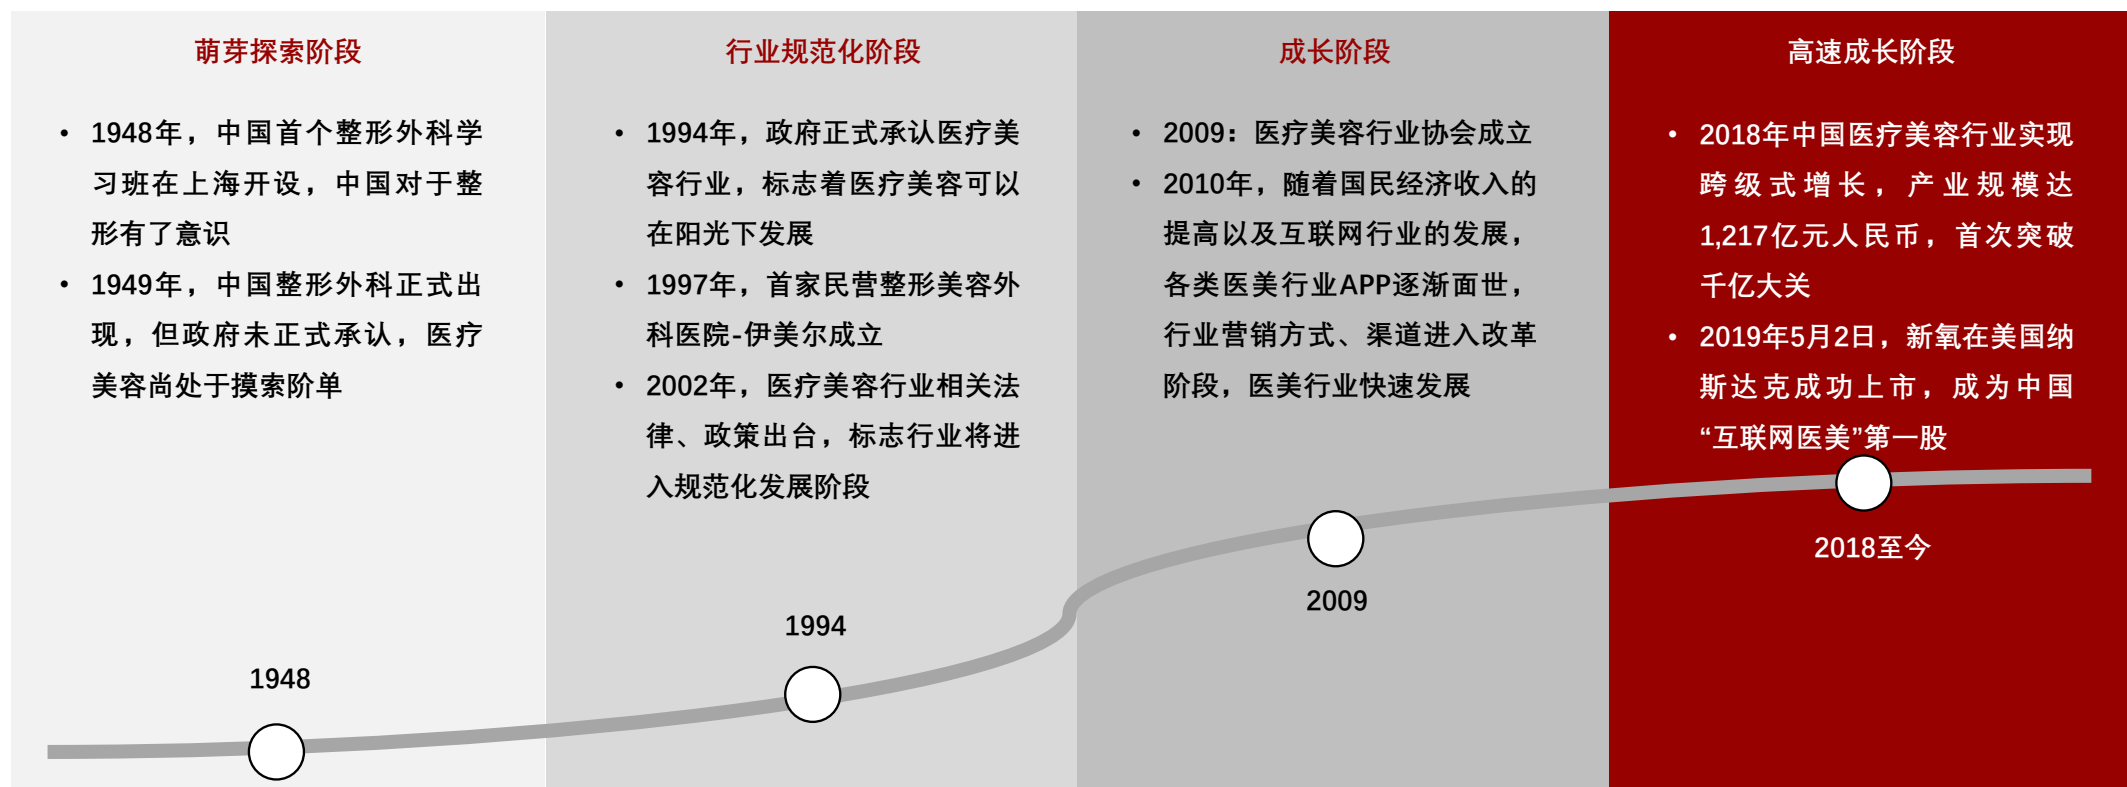 萌芽探索阶段
• 1948年，中国首个整形外科学
习班在上海开设，中国对于整
形有了意识
• 1949年，中国整形外科正式出
现，但政府未正式承认，医疗
美容尚处于摸索阶单
1948
行业规范化阶段
• 1994年，政府正式承认医疗美
容行业，标志着医疗美容可以
在阳光下发展
• 1997年，首家民营整形美容外
科医院-伊美尔成立
• 2002年，医疗美容行业相关法
律、政策出台，标志行业将进
入规范化发展阶段
1994
成长阶段
• 2009：医疗美容行业协会成立
• 2010年，随着国民经济收入的
提高以及互联网行业的发展，
各类医美行业APP逐渐面世，
行业营销方式、渠道进入改革
阶段，医美行业快速发展
2009
高速成长阶段
• 2018年中国医疗美容行业实现
跨级式增长，产业规模达
1,217亿元人民币，首次突破
千亿大关
• 2019年5月2日，新氧在美国纳
斯达克成功上市，成为中国
“互联网医美”第一股
2018至今